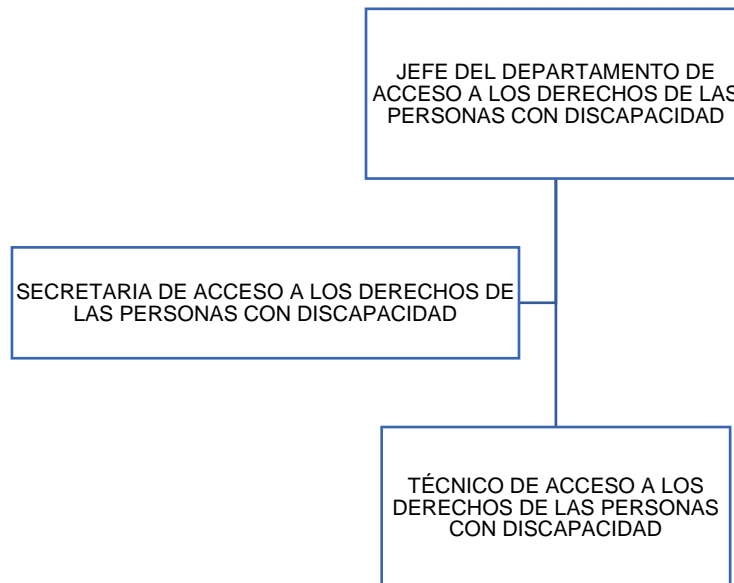 JEFE DEL DEPARTAMENTO DE
ACCESO A LOS DERECHOS DE LAS
PERSONAS CON DISCAPACIDAD
SECRETARIA DE ACCESO A LOS DERECHOS DE
LAS PERSONAS CON DISCAPACIDAD
TÉCNICO DE ACCESO A LOS
DERECHOS DE LAS PERSONAS
CON DISCAPACIDAD